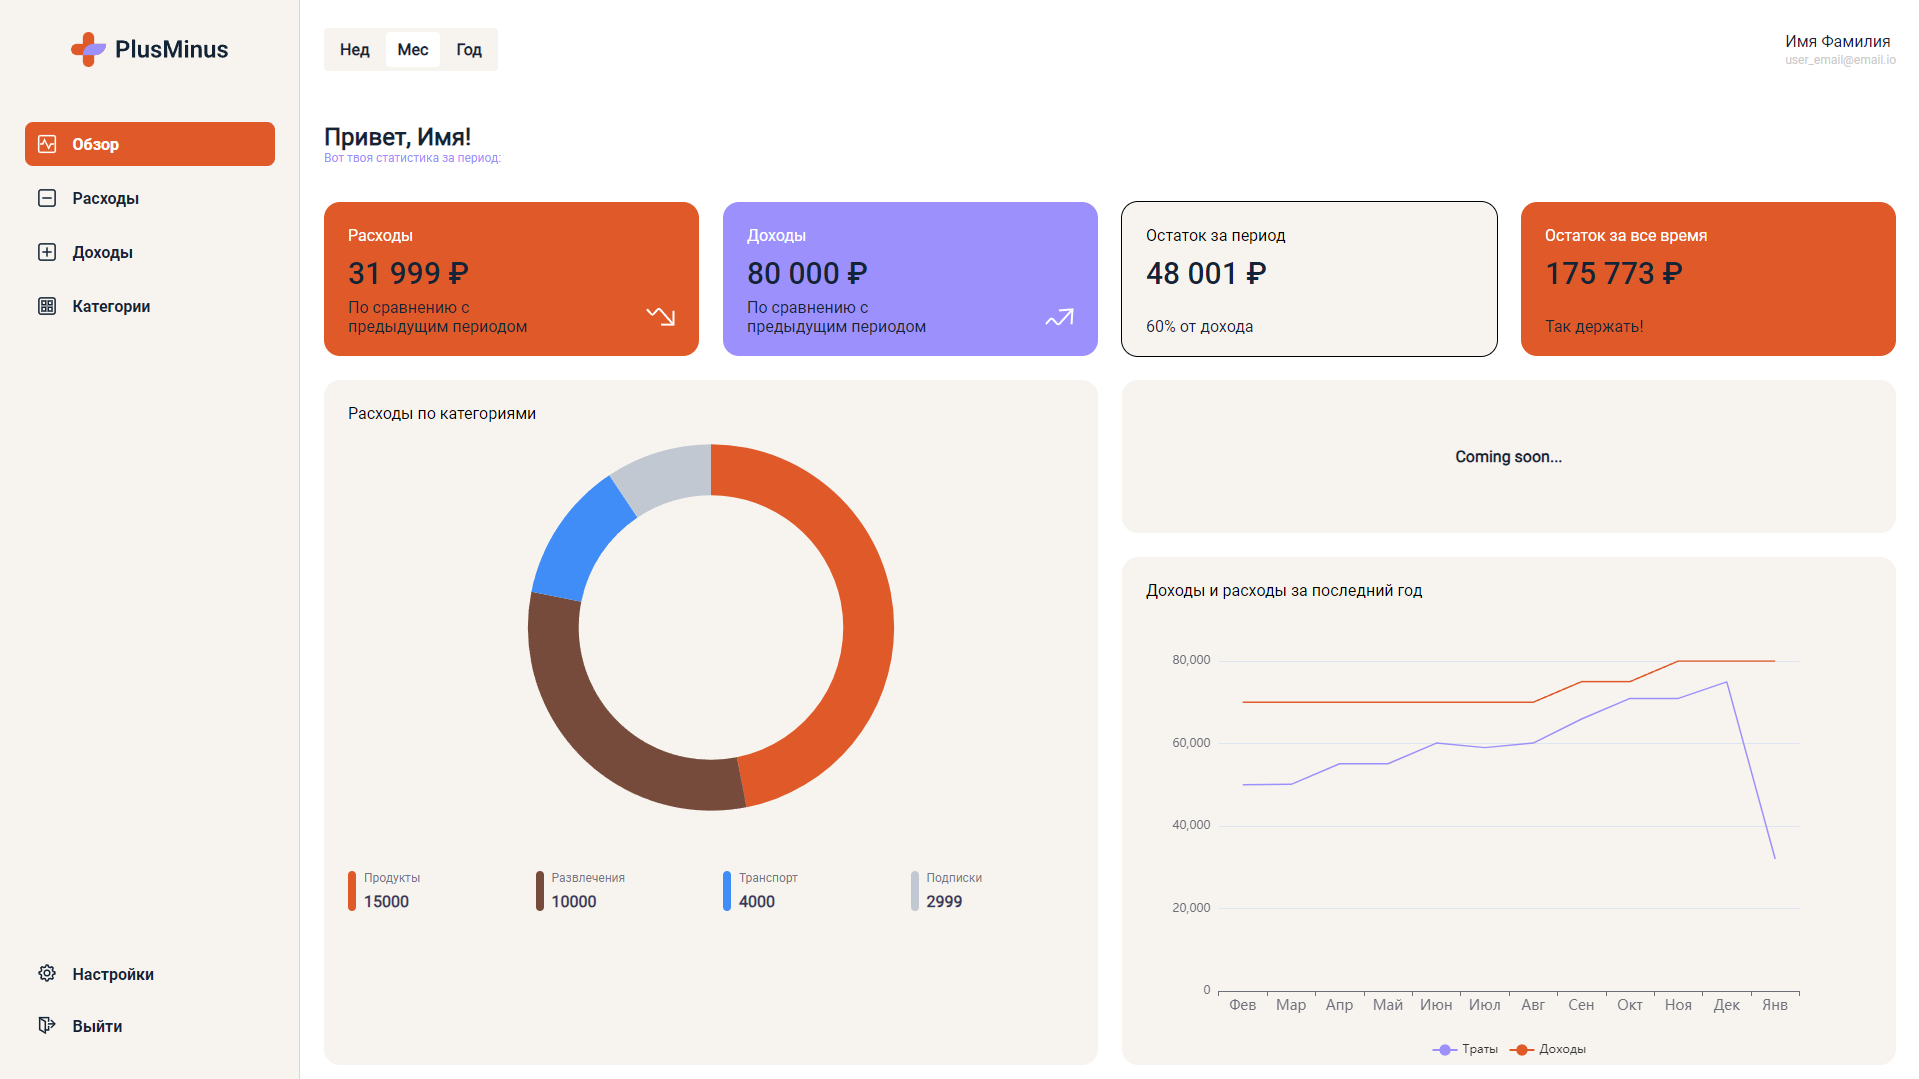 PlusMinus
Обзор
Расходы
Доходы
Категории
Настройки
Выйти
Нед Мес Год
Имя Фамилия
user_email@email.io
Привет, Имя!
Вот твоя статистика за период:
Расходы
31 999 ₽
По сравнению с
предыдущим периодом
Доходы
80 000 ₽
По сравнению с
предыдущим периодом
Остаток за период
48 001 ₽
60% от дохода
Остаток за все время
175 773 ₽
Так держать!
Расходы по категориями
Продукты
15000
Развлечения
10000
Транспорт
4000
Подписки
2999
Coming soon...
Доходы и расходы за последний год
80,000
60,000
40,000
20,000
0
Фев Мар Апр Май Июн Июл Авг Сен Окт Ноя Дек Янв
Траты Доходы